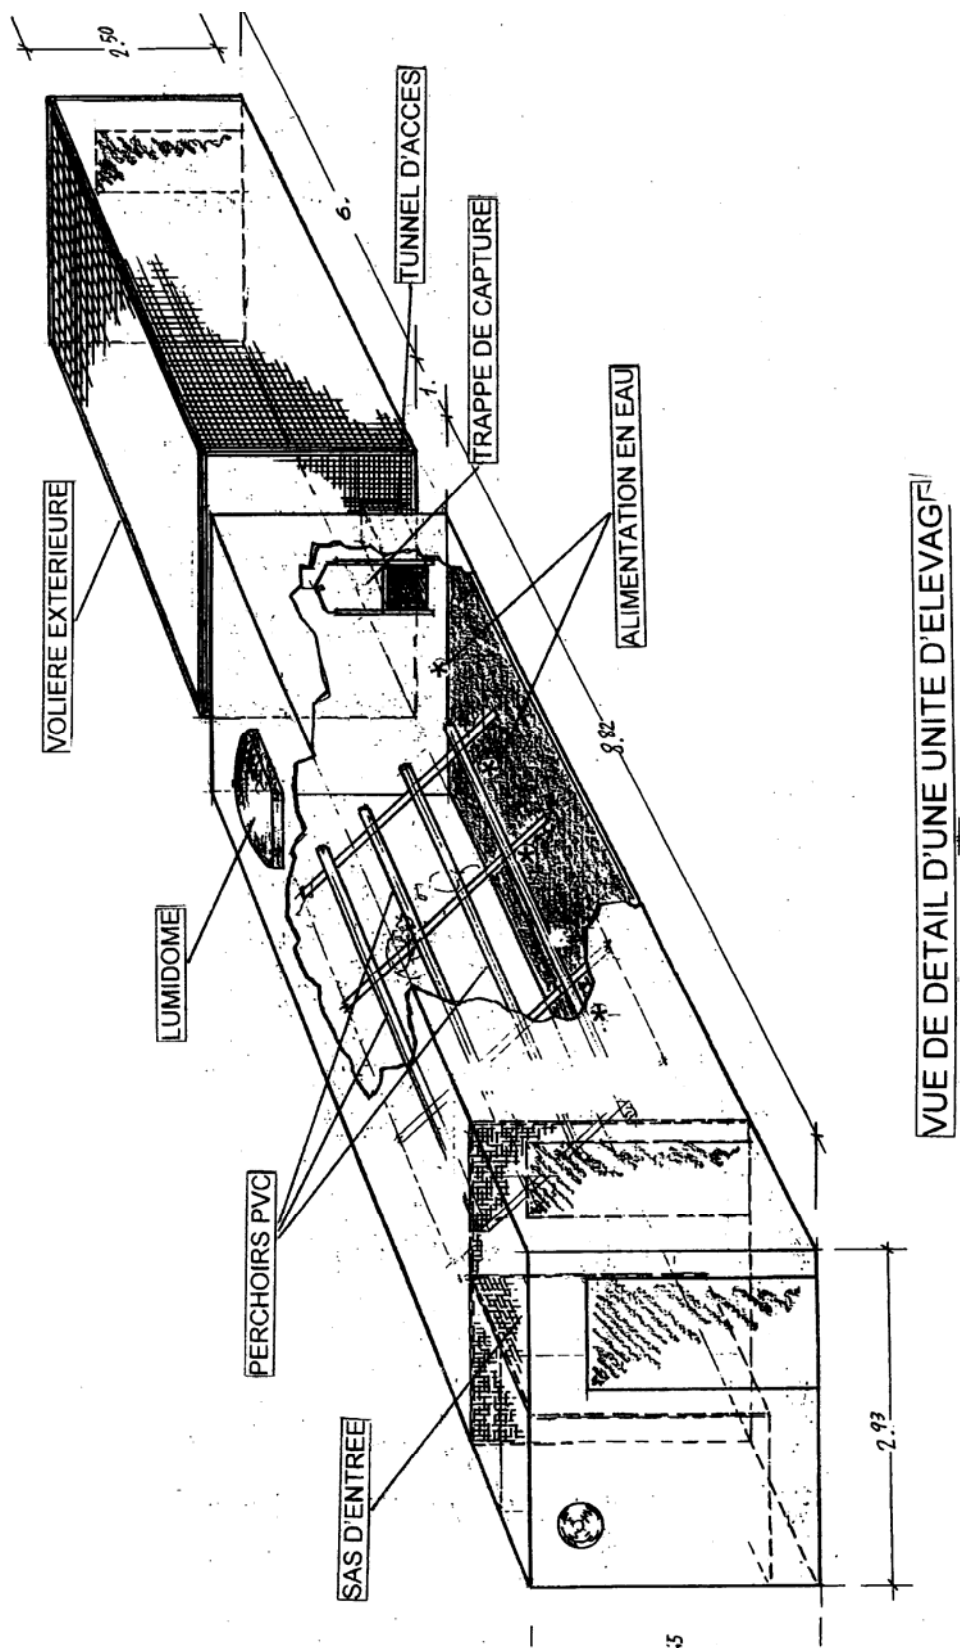 2.50
VOLIERE EXTERIEURE
6.
TUNNEL D'ACCES
LUMIDOME
1.
TRAPPE DE CAPTURE
ALIMENTATION EN EAU
8.82
PERCHOIRS PVC
SAS D'ENTREE
2.93
VUE DE DETAIL D'UNE UNITE D'ELEVAGE